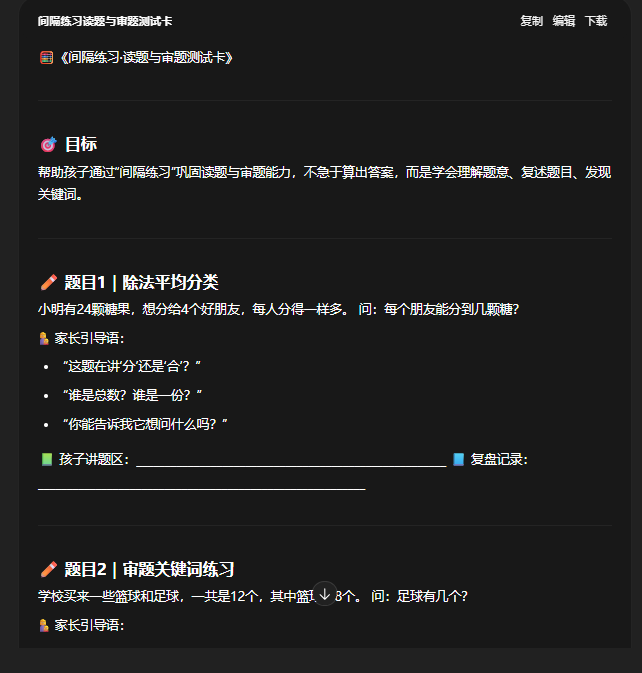 间隔练习读题与审题测试卡
复制 编辑 下载
🧮《间隔练习·读题与审题测试卡》
🎯 目标
帮助孩子通过“间隔练习”巩固读题与审题能力，不急于算出答案，而是学会理解题意、复述题目、发现
关键词。
✏️ 题目1｜除法平均分类
小明有24颗糖果，想分给4个好朋友，每人分得一样多。 问：每个朋友能分到几颗糖？
家长引导语：
• “这题在讲‘分’还是‘合’？”
• “谁是总数？谁是一份？”
• “你能告诉我它想问什么吗？”
📗 孩子讲题区：________________________________________________ 📘 复盘记录：
___________________________________________________
✏️ 题目2｜审题关键词练习
学校买来一些篮球和足球，一共是12个，其中篮 8个。 问：足球有几个？
家长引导语：